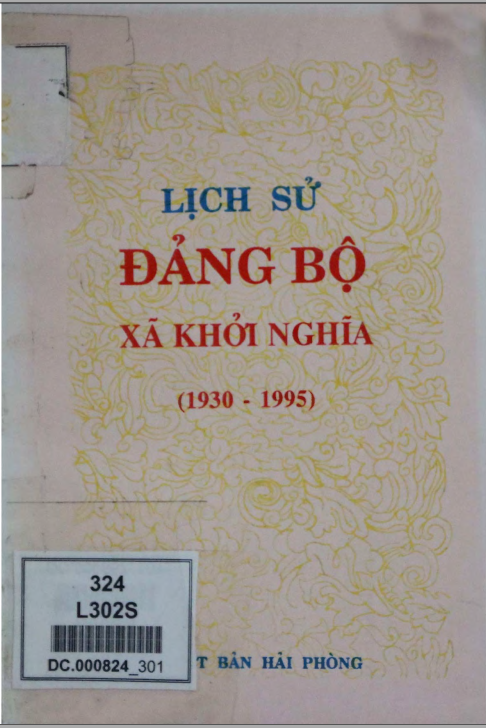 LỊCH SỬ
ĐẢNG BỘ
XÃ KHỞI NGHĨA
(1930 - 1995)
324
L302S
DC.000824_301
T BẢN HẢI PHÒNG